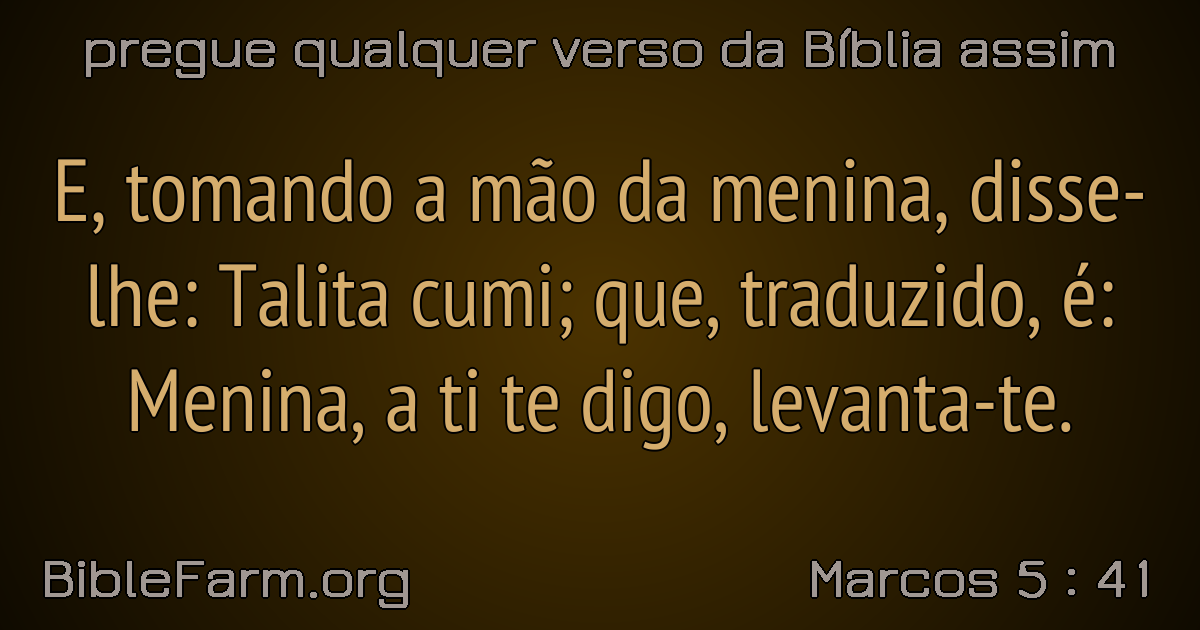 pregue qualquer verso da Bíblia assim
E, tomando a mão da menina, disse-
lhe: Talita cumi; que, traduzido, é:
Menina, a ti te digo, levanta-te.
BibleFarm.org
Marcos 5 : 41